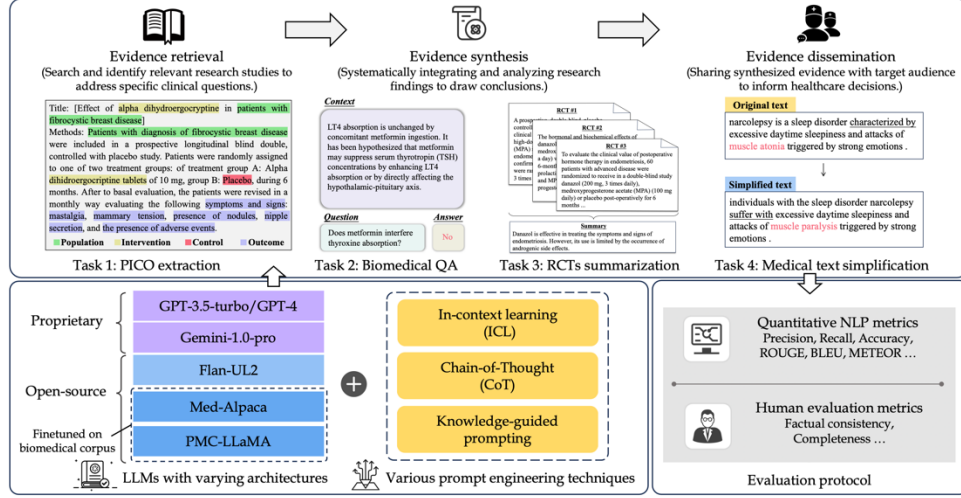 Evidence retrieval
(Search and identify relevant research studies to
address specific clinical questions.)
Title: [Effect of alpha dihydroergocryptine in patients with
fibrocystic breast disease]
Methods: Patients with diagnosis of fibrocystic breast disease
were included in a prospective longitudinal blind double,
controlled with placebo study. Patients were randomly assigned
to one of two treatment groups: of treatment group A: Alpha
dihydroergocriptine tablets of 10 mg, group B: Placebo, during 6
months. After to basal evaluation, the patients were revised in a
monthly way evaluating the following symptoms and signs:
mastalgia, mammary tension, presence of nodules, nipple
secretion, and the presence of adverse events.
Population Intervention Control Outcome
Task 1: PICO extraction
Evidence synthesis
(Systematically integrating and analyzing research
findings to draw conclusions.)
Context
LT4 absorption is unchanged by
concomitant metformin ingestion. It
has been hypothesized that metformin
may suppress serum thyrotropin (TSH)
concentrations by enhancing LT4
absorption or by directly affecting the
hypothalamic-pituitary axis.
Question
Answer
Does metformin interfere
thyroxine absorption?
No
Task 2: Biomedical QA
RCT #1
RCT #2
The hormonal and biochemical effects of
RCT #3
To evaluate the clinical value of postoperative
hormone therapy in endometriosis, 60
patients with advanced disease were
randomized to receive in a double-blind study
danazol (200 mg, 3 times daily),
medroxyprogesterone acetate (MPA) (100 mg
daily) or placebo post-operatively for 6
months ...
Summary
Danazol is effective in treating the symptoms and signs of
endometriosis. However, its use is limited by the occurrence of
androgenic side effects.
Task 3: RCTs summarization
Evidence dissemination
(Sharing synthesized evidence with target audience
to inform healthcare decisions.)
Original text
narcolepsy is a sleep disorder characterized by
excessive daytime sleepiness and attacks of
muscle atonia triggered by strong emotions .
Simplified text
individuals with the sleep disorder narcolepsy
suffer with excessive daytime sleepiness and
attacks of muscle paralysis triggered by strong
emotions .
Task 4: Medical text simplification
Proprietary
GPT-3.5-turbo/GPT-4
Gemini-1.0-pro
Open-source
Flan-UL2
Med-Alpaca
PMC-LLaMA
Finetuned on
biomedical corpus
LLMs with varying architectures
In-context learning
(ICL)
Chain-of-Thought
(CoT)
Knowledge-guided
prompting
Various prompt engineering techniques
Quantitative NLP metrics
Precision, Recall, Accuracy,
ROUGE, BLEU, METEOR ...
Human evaluation metrics
Factual consistency,
Completeness ...
Evaluation protocol